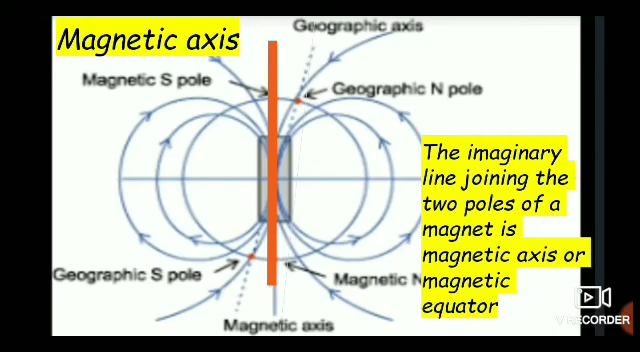 Geographic axis
Magnetic axis
Magnetic S pole
Geographic N pole
The imaginary
line joining the
two poles of a
magnet is
magnetic axis or
magnetic
equator
Geographic S pole
Magnetic N
Magnetic axis
RECORDER